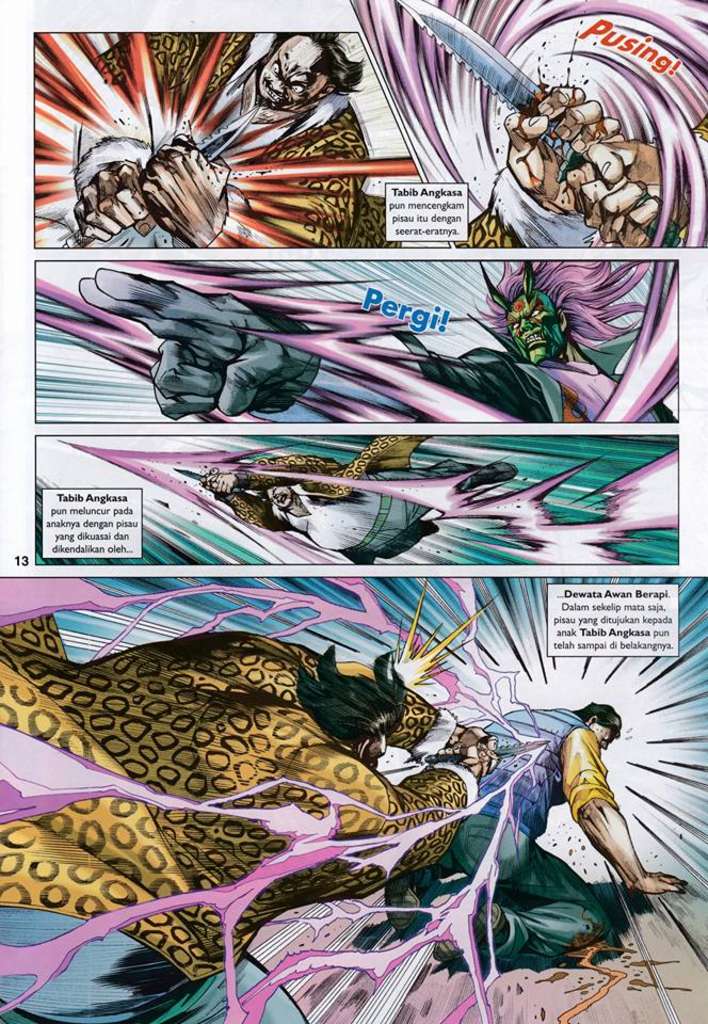 Pusing!
Tabib Angkasa
pun mencengkam
pisau itu dengan
seerat-eratnya.
Pergi!
Tabib Angkasa
pun meluncur pada
anaknya dengan pisau
yang dikuasai dan
dikendalikan oleh...
13
...Dewata Awan Berapi.
Dalam sekelip mata saja,
pisau yang ditujukan kepada
anak Tabib Angkasa pun
telah sampai di belakangnya.